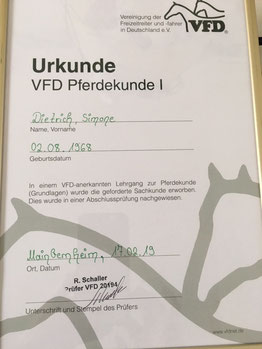 Vereinigung der
Freizeitreiter und -fahrer
in Deutschland e.V.
VFD
Urkunde
VFD Pferdekunde I
Dietrich, Simone
Name, Vorname
02.08.1968
Geburtsdatum
In einem VFD-anerkannten Lehrgang zur Pferdekunde
(Grundlagen) wurde die geforderte Sachkunde erworben.
Dies wurde in einer Abschlussprüfung nachgewiesen.
Mainbernheim, 17.02.19
Ort, Datum
R. Schaller
Prüfer VFD 20184
Unterschrift und Stempel des Prüfers
www.vfdnet.de